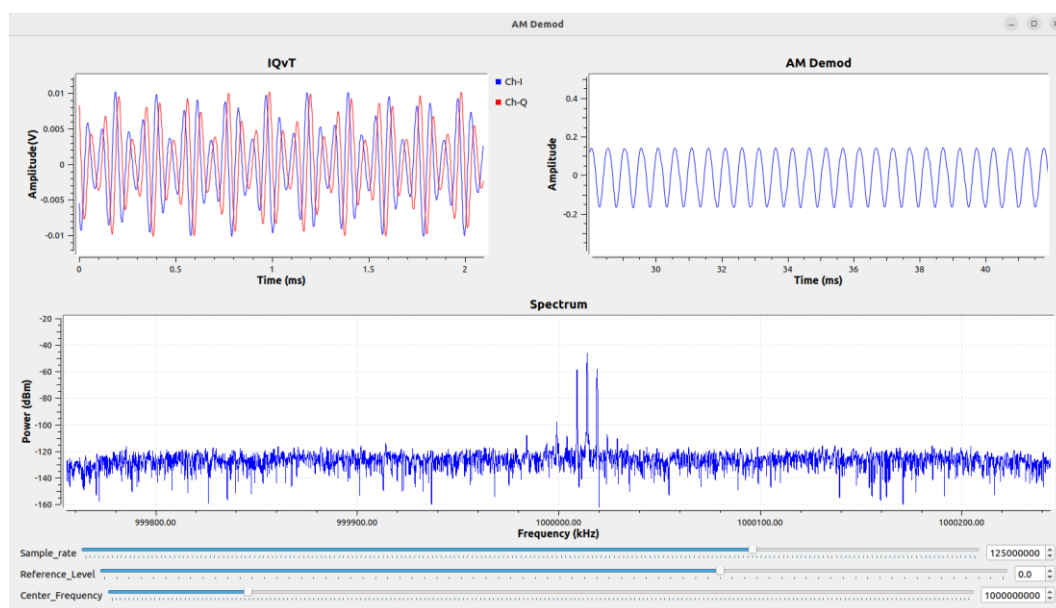 AM Demod
IQvT
Amplitude(V)
0.01
0.005
0
-0.005
-0.01
0
0.5
1
1.5
2
Time (ms)
Ch-I
Ch-Q
AM Demod
Amplitude
0.4
0.2
0
-0.2
30
32
34
36
38
40
Time (ms)
Spectrum
Power (dBm)
-20
-40
-60
-80
-100
-120
-140
-160
999800.00
999900.00
1000000.00
1000100.00
1000200.00
Frequency (kHz)
Sample_rate
125000000
Reference_Level
0.0
Center_Frequency
1000000000